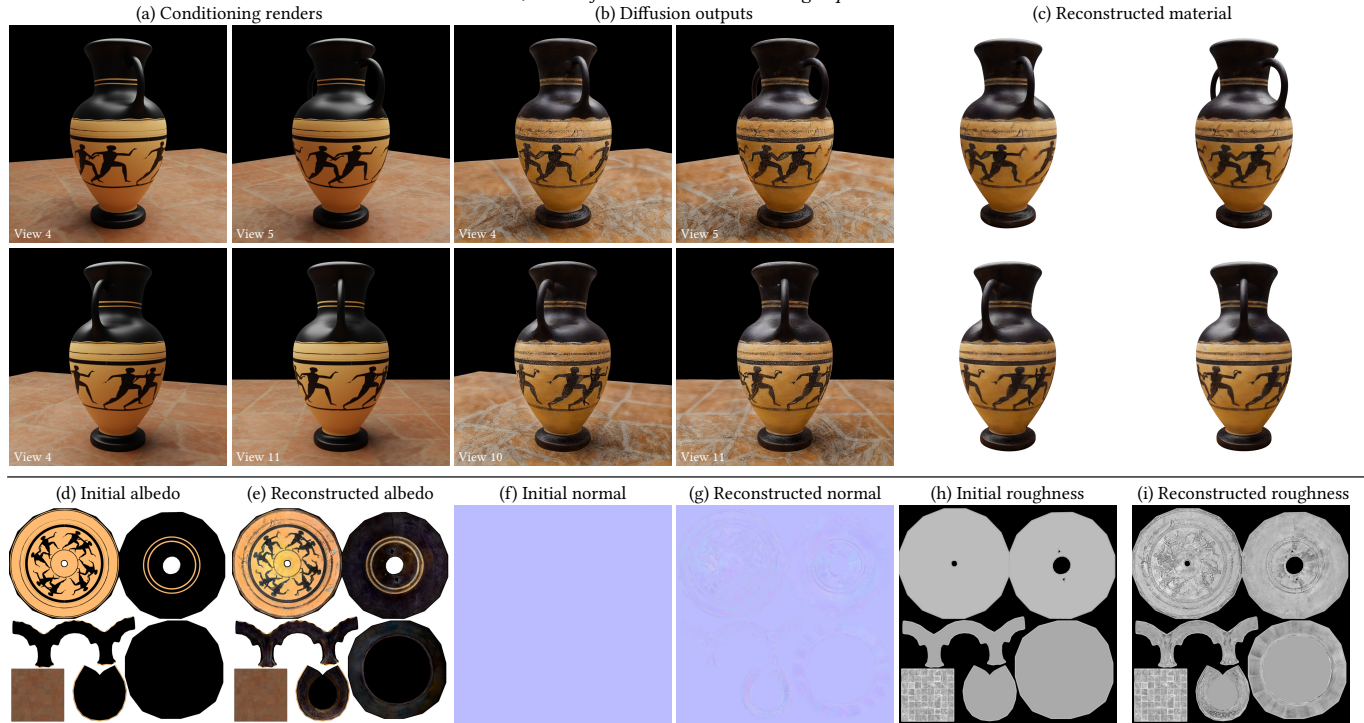 (a) Conditioning renders
(b) Diffusion outputs
(c) Reconstructed material
View 4
View 5
View 4
View 5
View 4
View 11
View 10
View 11
(d) Initial albedo
(e) Reconstructed albedo
(f) Initial normal
(g) Reconstructed normal
(h) Initial roughness
(i) Reconstructed roughness